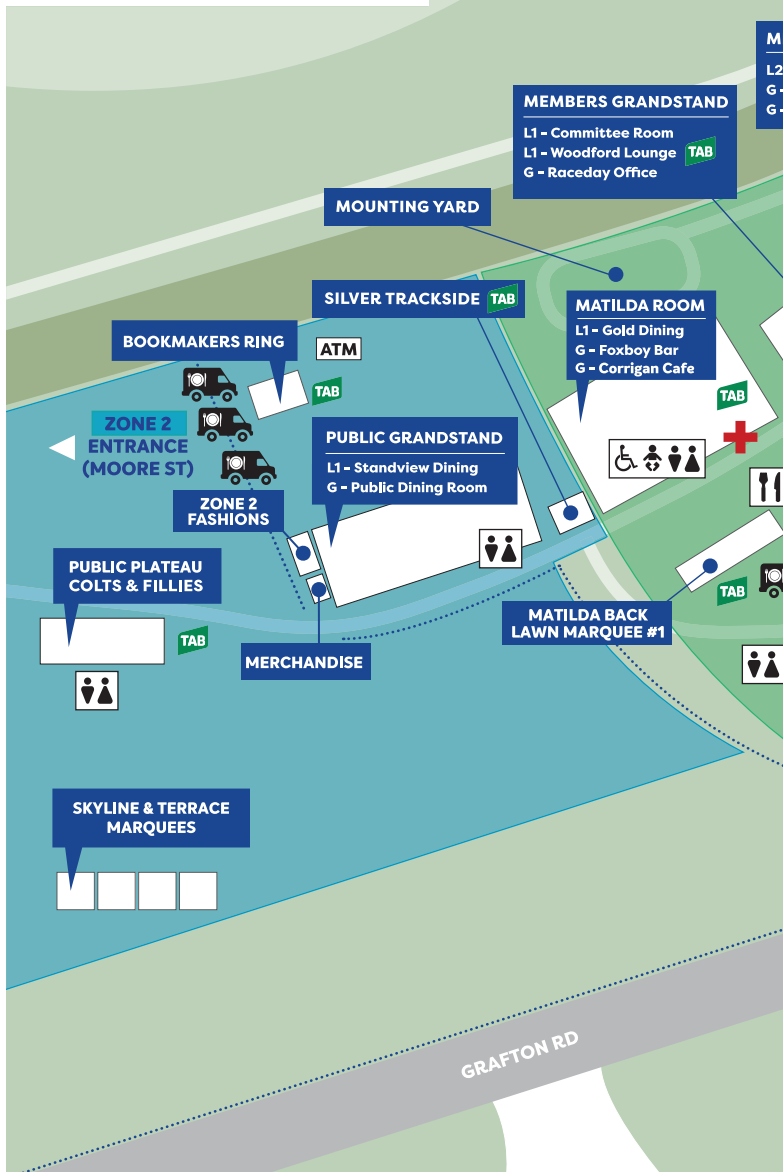 M
L2
G -
G -
MEMBERS GRANDSTAND
L1 - Committee Room
L1 - Woodford Lounge TAB
G - Raceday Office
MOUNTING YARD
SILVER TRACKSIDE TAB
MATILDA ROOM
L1 - Gold Dining
G - Foxboy Bar
G - Corrigan Cafe
TAB
BOOKMAKERS RING
ATM
TAB
ZONE 2
ENTRANCE
(MOORE ST)
PUBLIC GRANDSTAND
L1 - Standview Dining
G - Public Dining Room
ZONE 2
FASHIONS
PUBLIC PLATEAU
COLTS & FILLIES
TAB
MERCHANDISE
MATILDA BACK
LAWN MARQUEE #1
TAB
SKYLINE & TERRACE
MARQUEES
GRAFTON RD